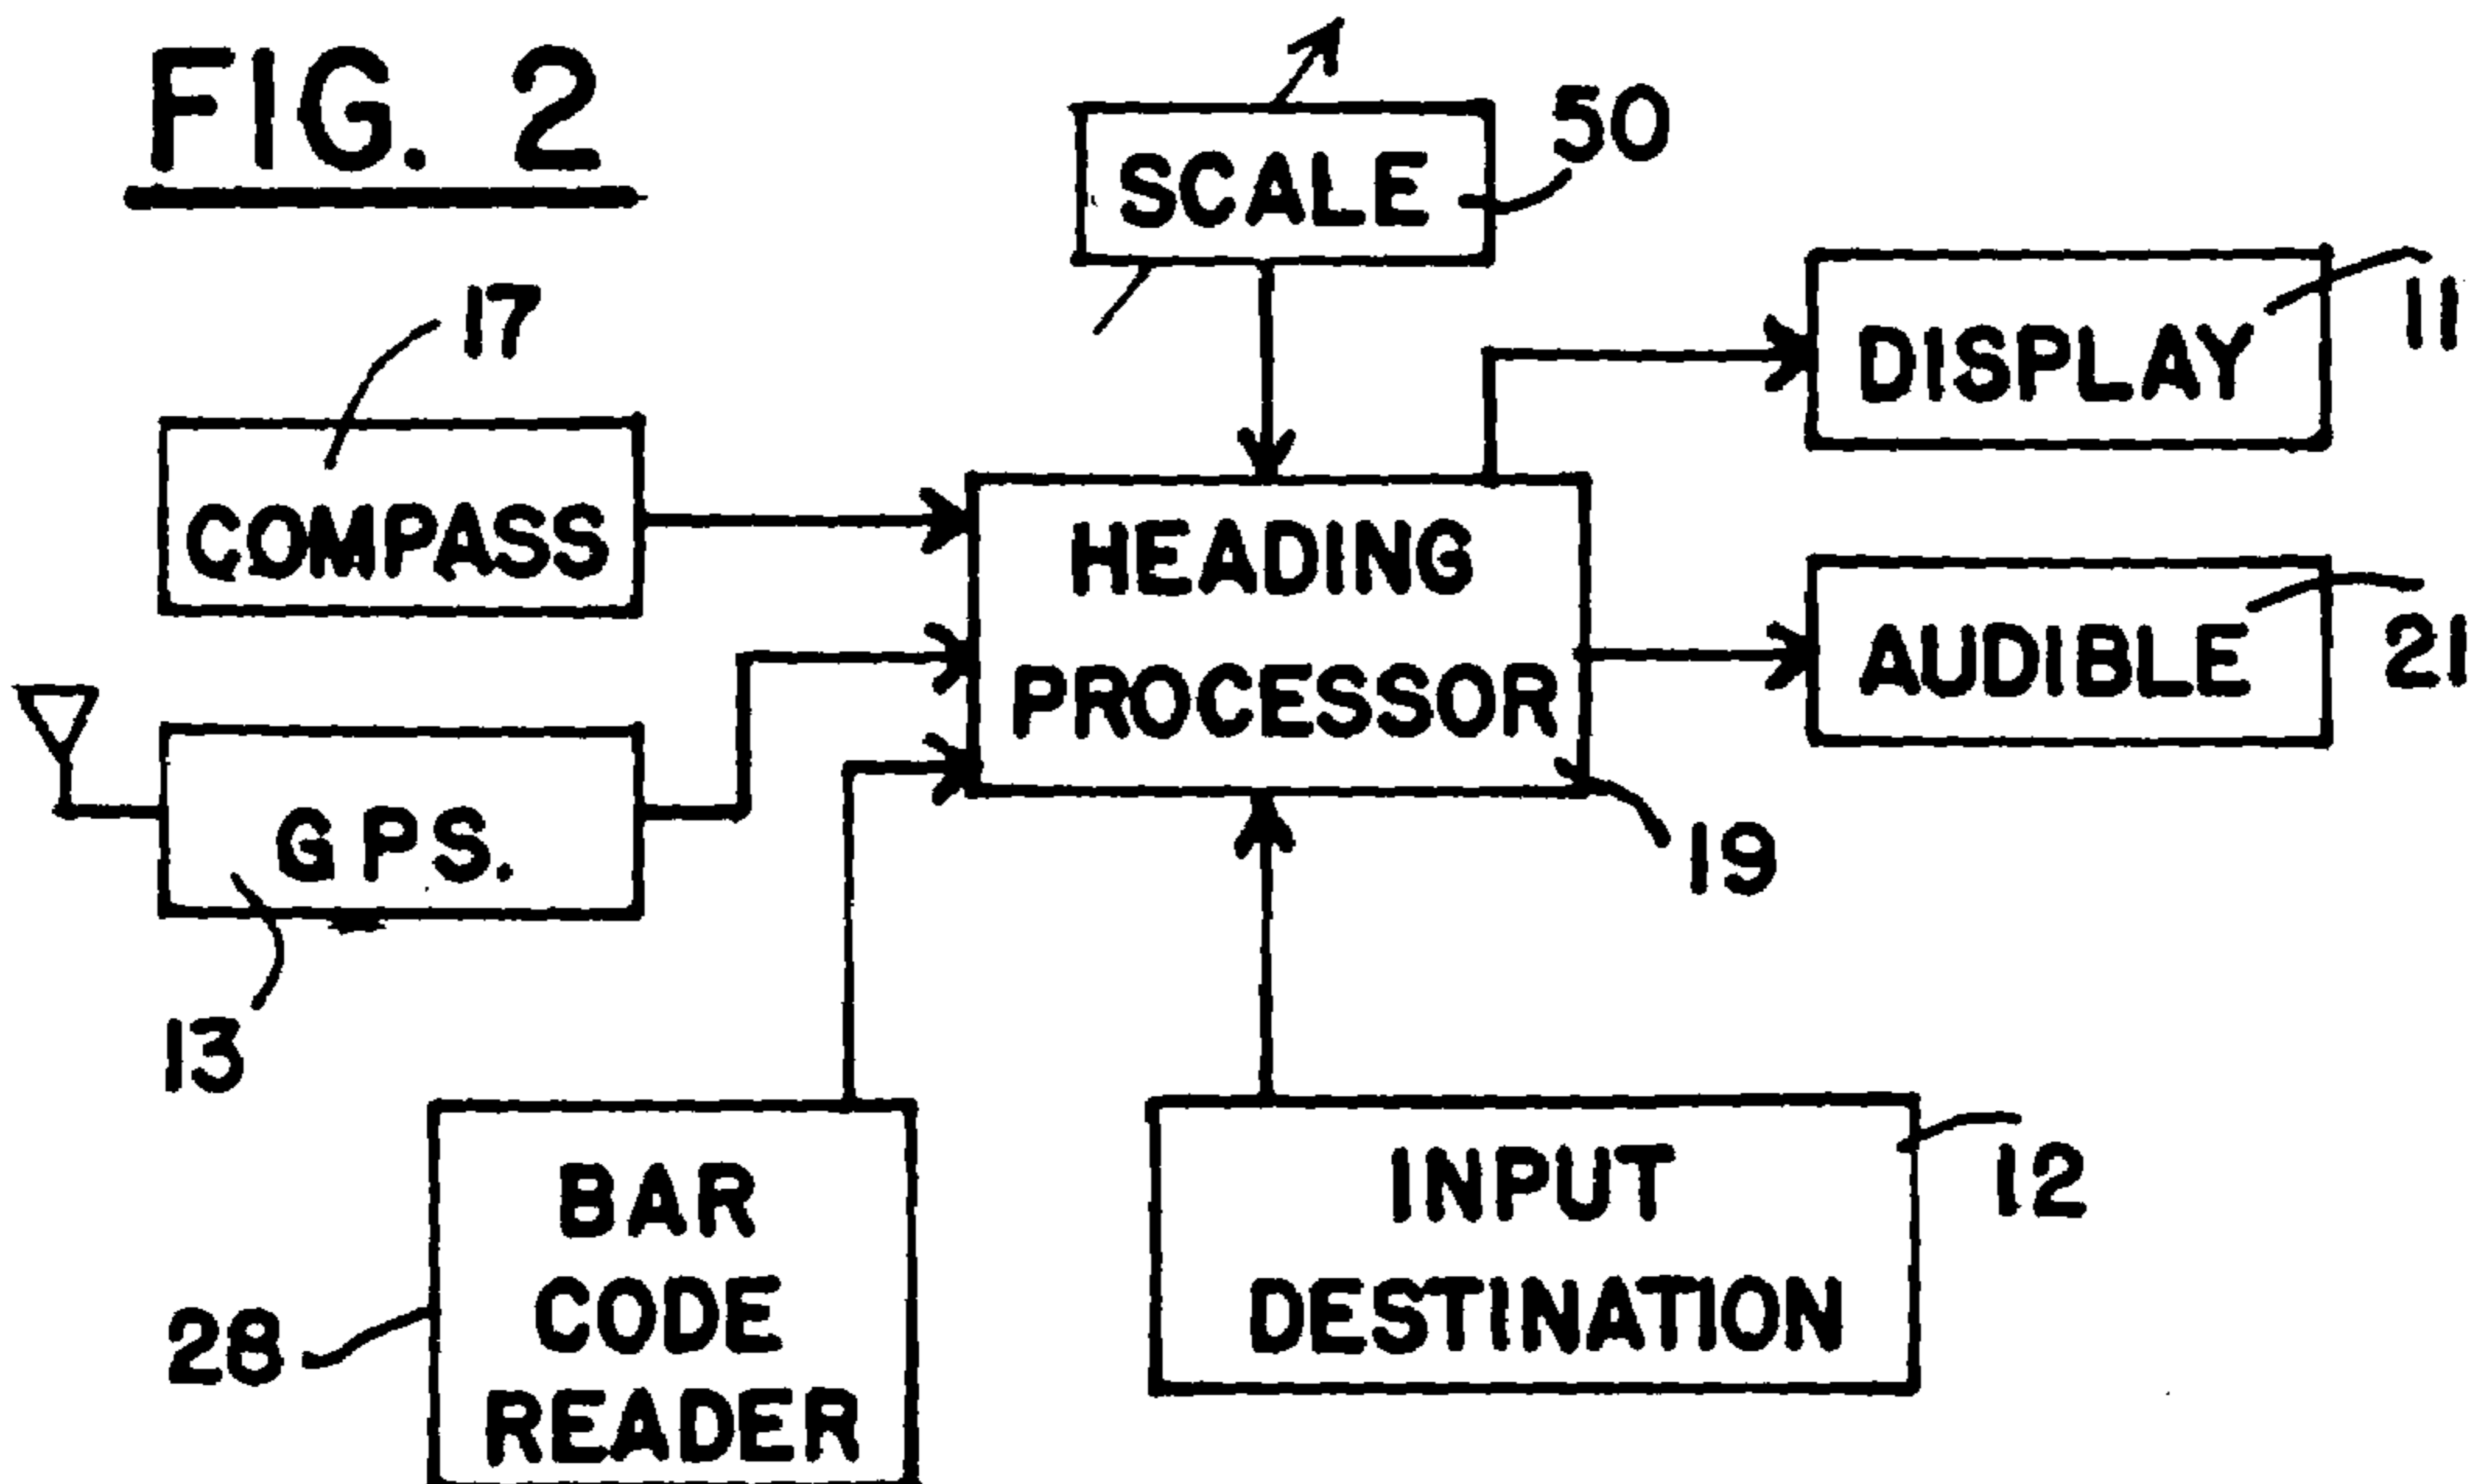 FIG. 2
SCALE
50
17
DISPLAY
11
COMPASS
HEADING
PROCESSOR
AUDIBLE
21
GPS.
19
13
BAR
CODE
READER
28
INPUT
DESTINATION
12